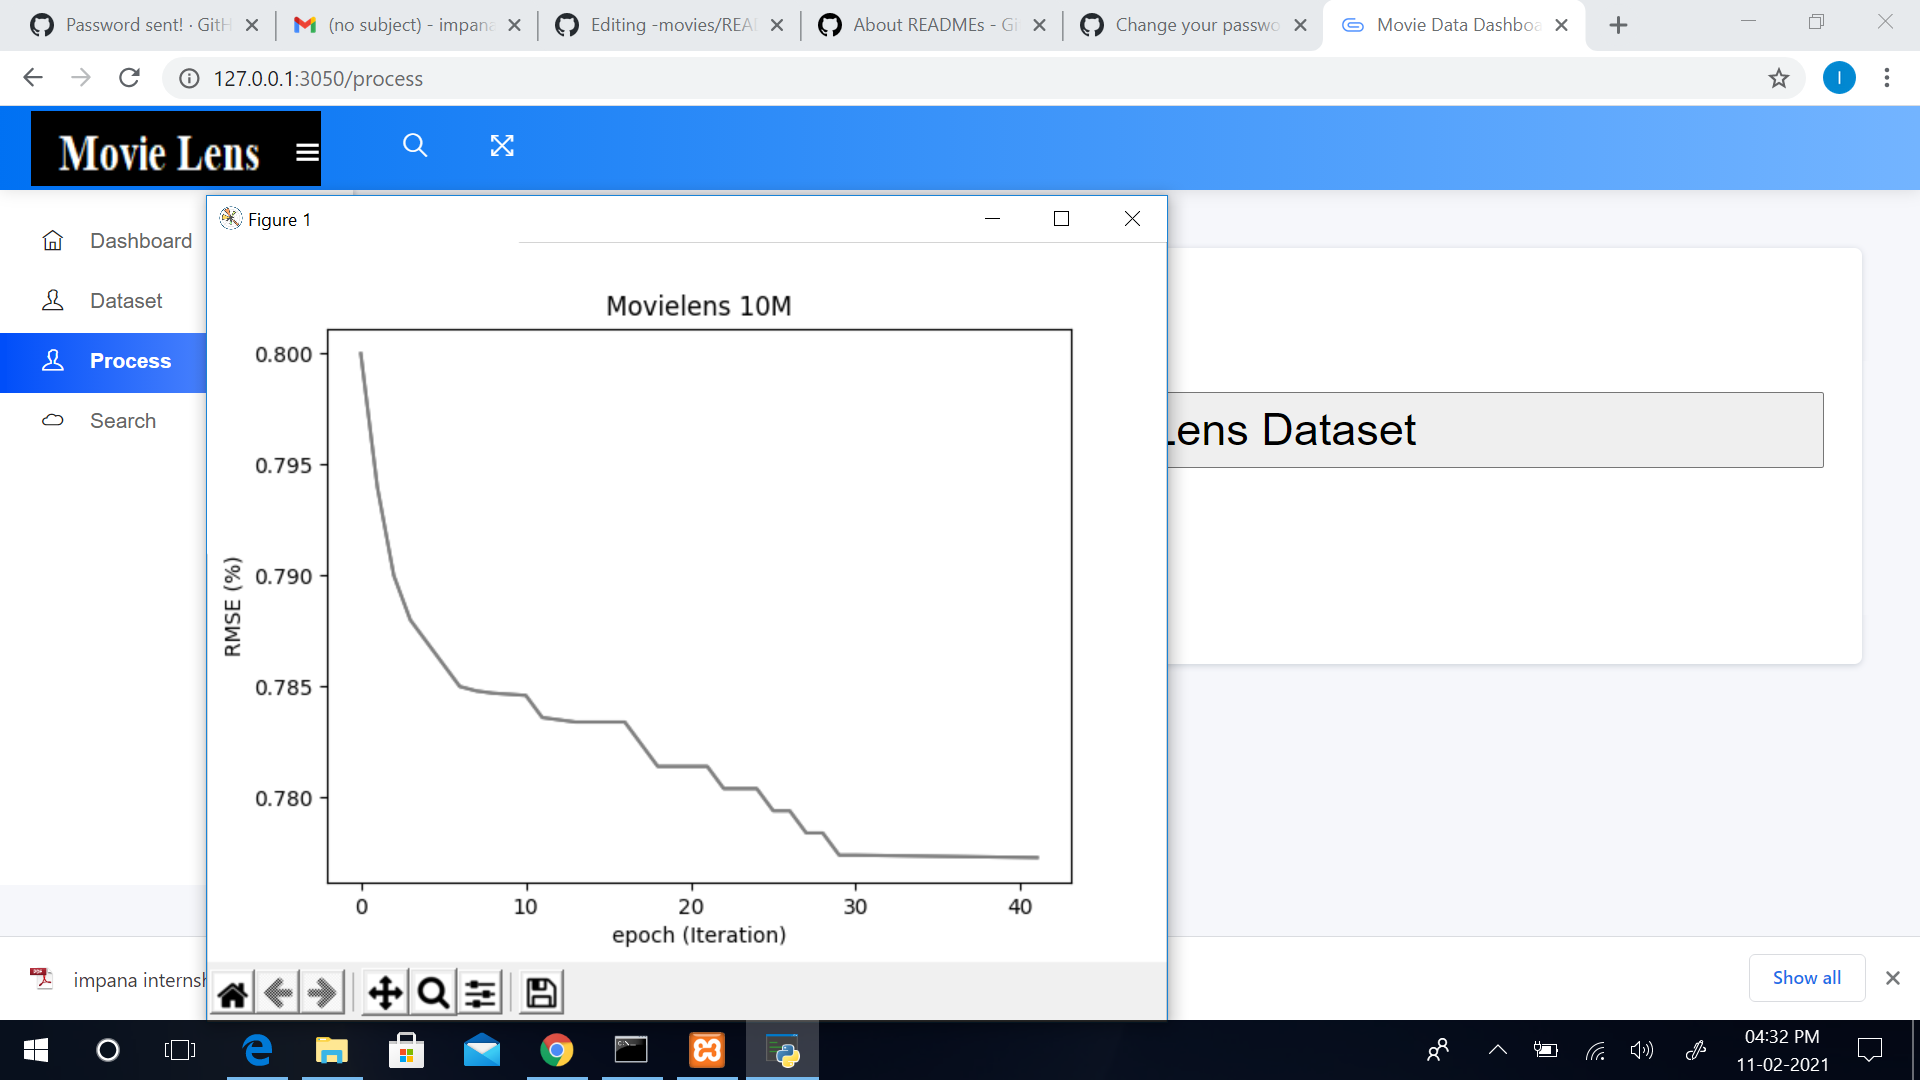 Password sent! · GitH
(no subject) - impana
Editing -movies/REA
About READMEs - Gi
Change your passwo
Movie Data Dashboa
127.0.0.1:3050/process
I
Movie Lens
Figure 1
Dashboard
Dataset
Process
Search
Movielens 10M
0.800
0.795
0.790
0.785
0.780
RMSE (%)
0 10 20 30 40
epoch (Iteration)
Lens Dataset
impana internsh
Show all
04:32 PM
11-02-2021